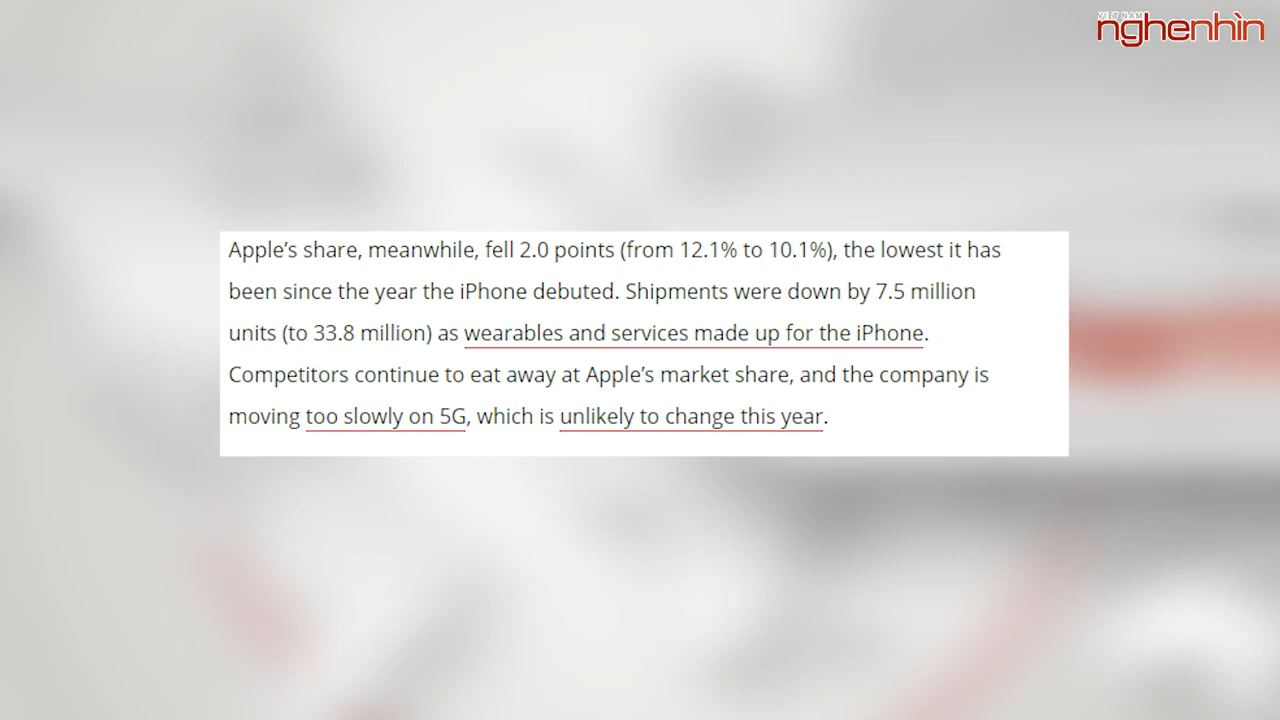 VIET NAM
nghenhìn
Apple’s share, meanwhile, fell 2.0 points (from 12.1% to 10.1%), the lowest it has
been since the year the iPhone debuted. Shipments were down by 7.5 million
units (to 33.8 million) as wearables and services made up for the iPhone.
Competitors continue to eat away at Apple’s market share, and the company is
moving too slowly on 5G, which is unlikely to change this year.